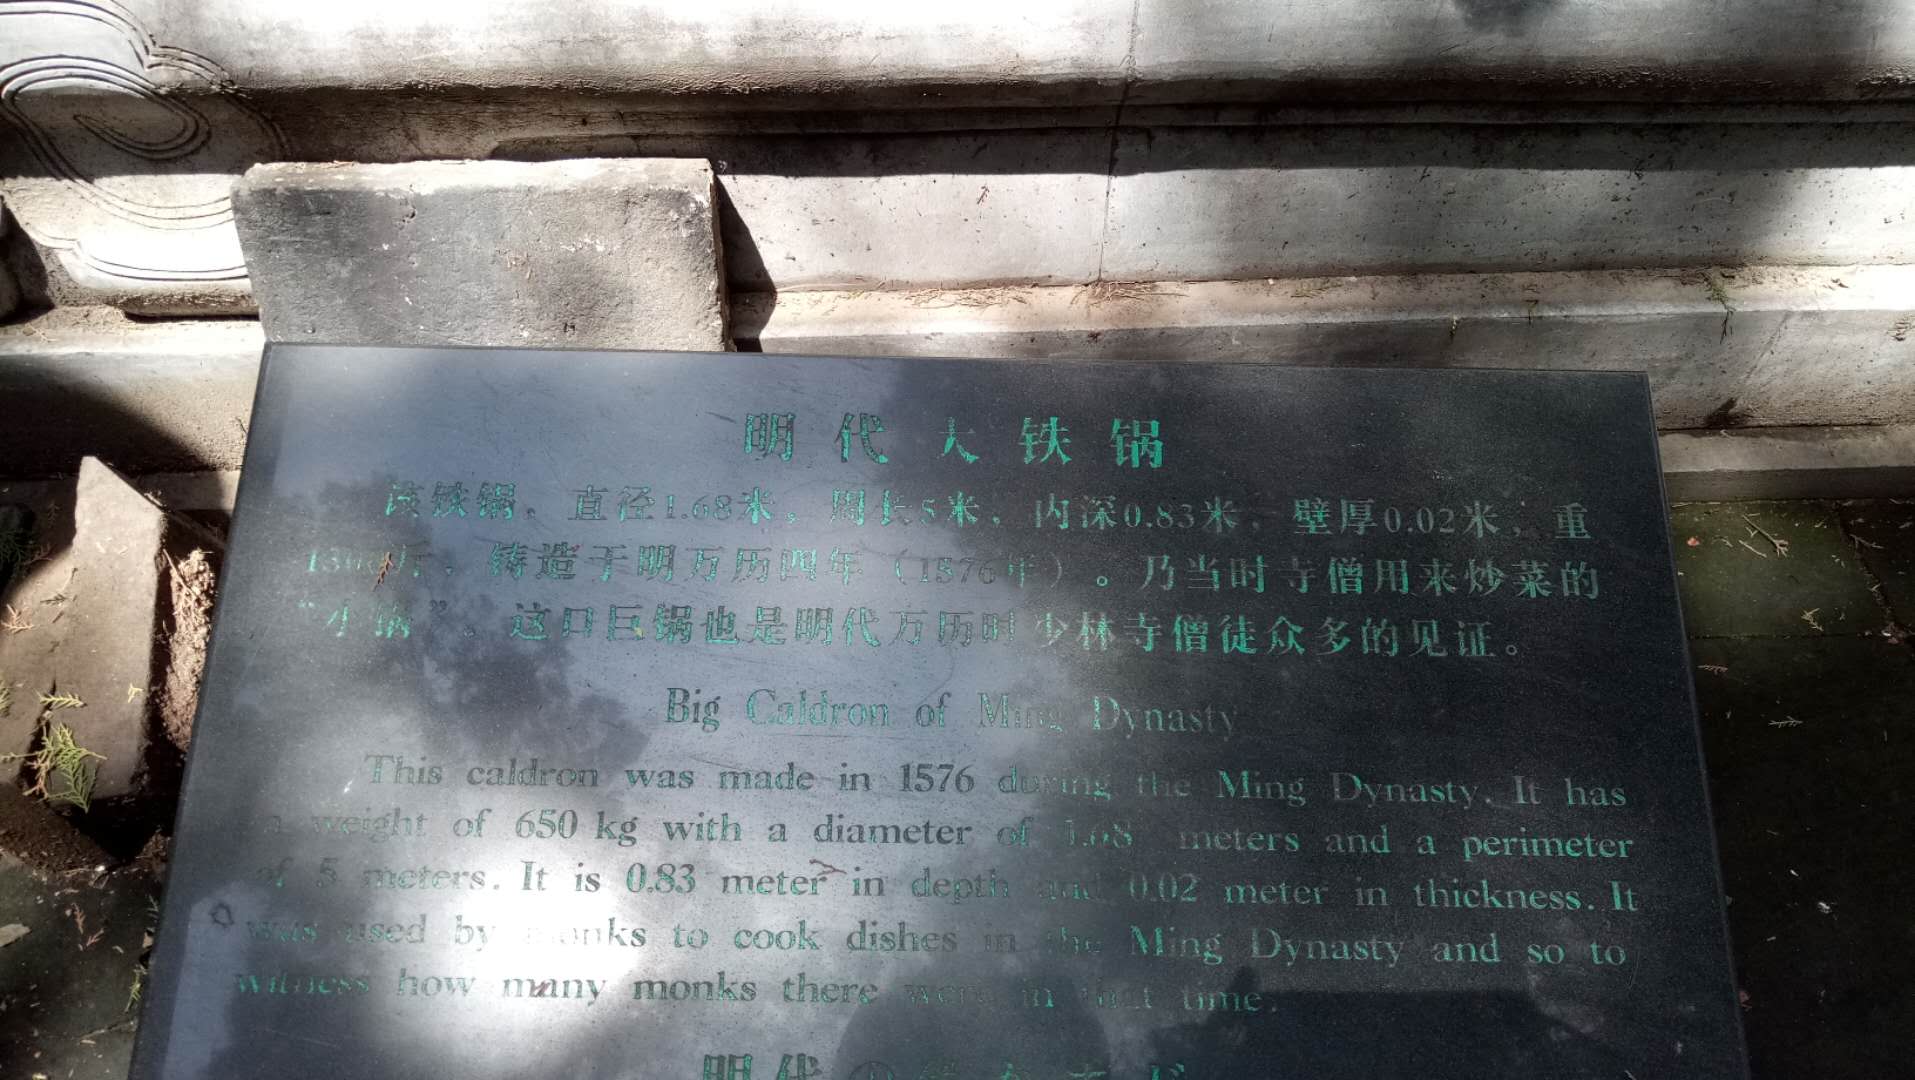 明代大铁锅
该铁锅，直径1.68米，周长5米，内深0.83米，壁厚0.02米，重
1300斤，铸造于明万历四年（1576年）。乃当时寺僧用来炒菜的
“小锅”。这口巨锅也是明代万历时少林寺僧徒众多的见证。
Big Caldron of Ming Dynasty
This caldron was made in 1576 during the Ming Dynasty. It has
a weight of 650 kg with a diameter of 1.68 meters and a perimeter
of 5 meters. It is 0.83 meter in depth and 0.02 meter in thickness. It
was used by monks to cook dishes in the Ming Dynasty and so to
witness how many monks there were in that time.
明代